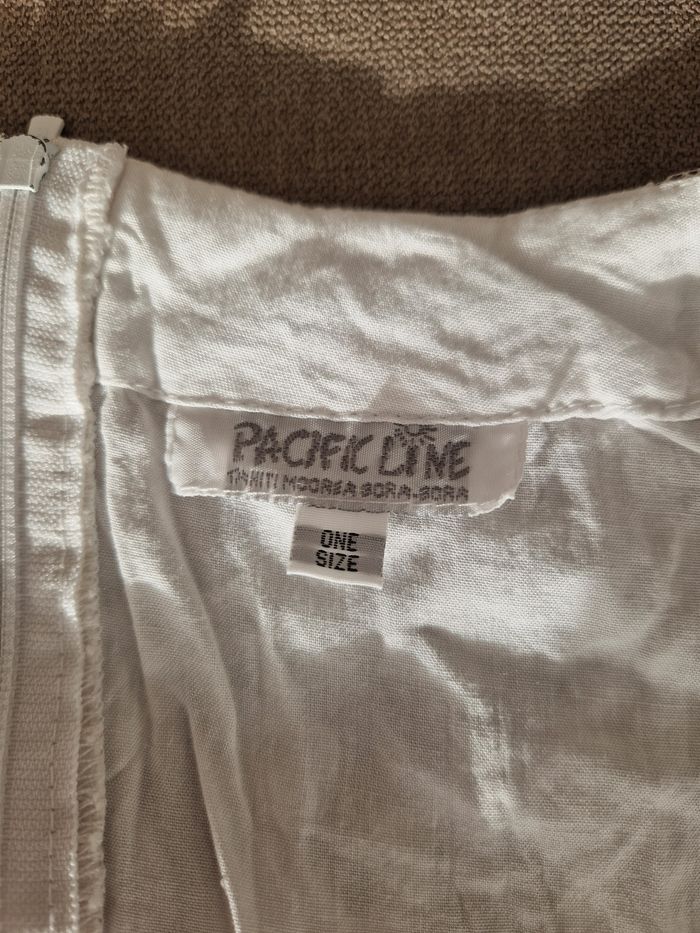 PACIFIC LINE
TAHITI MOOREA BORA-BORA
ONE
SIZE